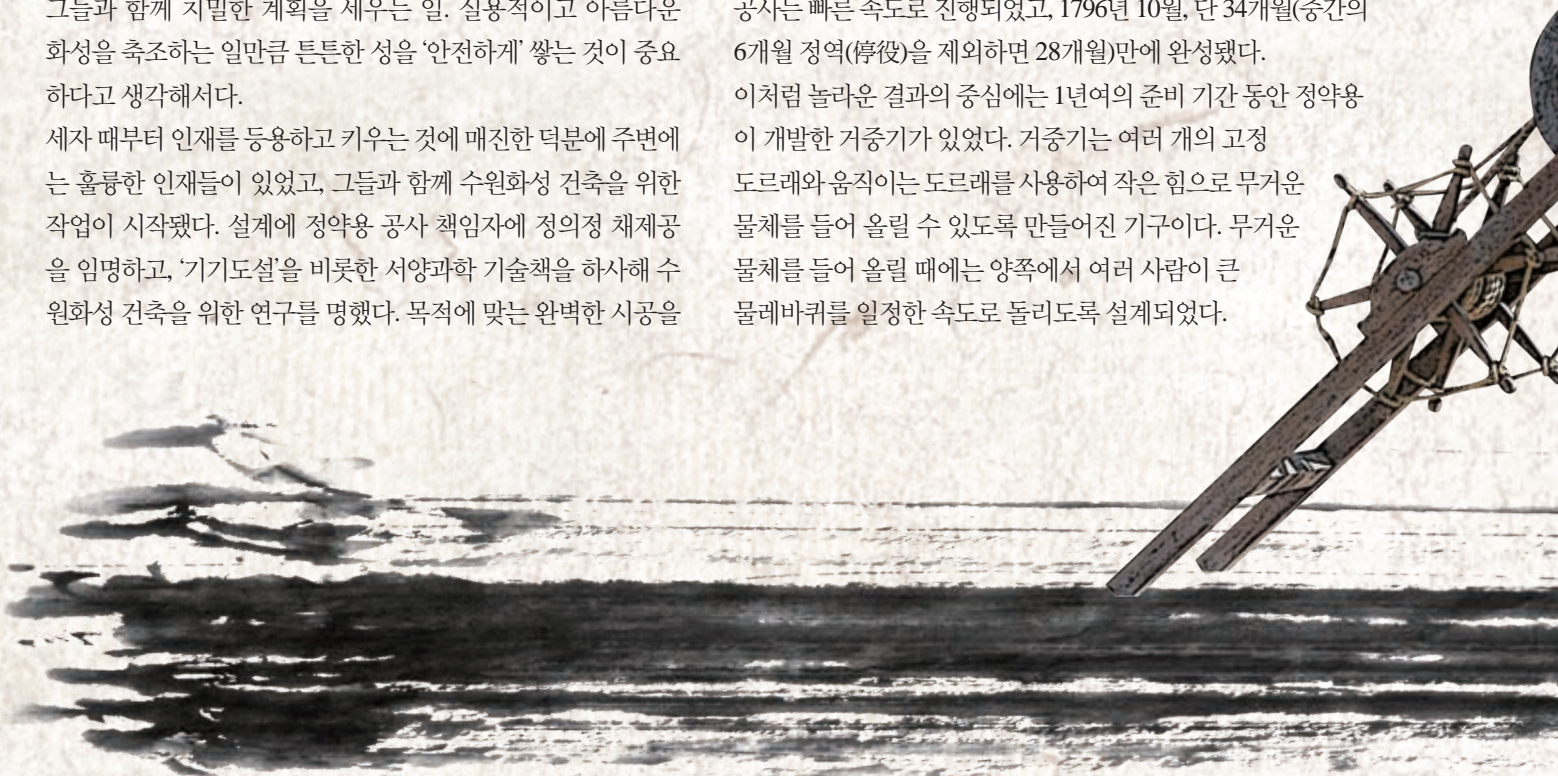 그들과 함께 치밀한 계획을 세우는 일. 실용적이고 아름다운
화성을 축조하는 일만큼 튼튼한 성을 ‘안전하게’ 쌓는 것이 중요
하다고 생각해서다.
세자 때부터 인재를 등용하고 키우는 것에 매진한 덕분에 주변에
는 훌륭한 인재들이 있었고, 그들과 함께 수원화성 건축을 위한
작업이 시작됐다. 설계에 정약용 공사 책임자에 정의정 채제공
을 임명하고, ‘기기도설’을 비롯한 서양과학 기술책을 하사해 수
원화성 건축을 위한 연구를 명했다. 목적에 맞는 완벽한 시공을
공사는 빠른 속도로 진행되었고, 1796년 10월, 단 34개월(중간의
6개월 정역(停役)을 제외하면 28개월)만에 완성됐다.
이처럼 놀라운 결과의 중심에는 1년여의 준비 기간 동안 정약용
이 개발한 거중기가 있었다. 거중기는 여러 개의 고정
도르래와 움직이는 도르래를 사용하여 작은 힘으로 무거운
물체를 들어 올릴 수 있도록 만들어진 기구이다. 무거운
물체를 들어 올릴 때에는 양쪽에서 여러 사람이 큰
물레바퀴를 일정한 속도로 돌리도록 설계되었다.